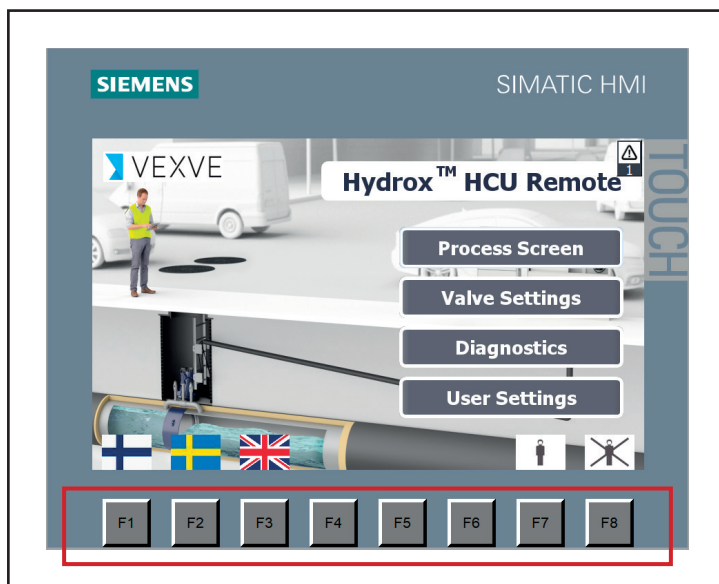 SIEMENS
SIMATIC HMI
TOUCH
VEXVE
Hydrox™ HCU Remote
1
Process Screen
Valve Settings
Diagnostics
User Settings
F1 F2 F3 F4 F5 F6 F7 F8